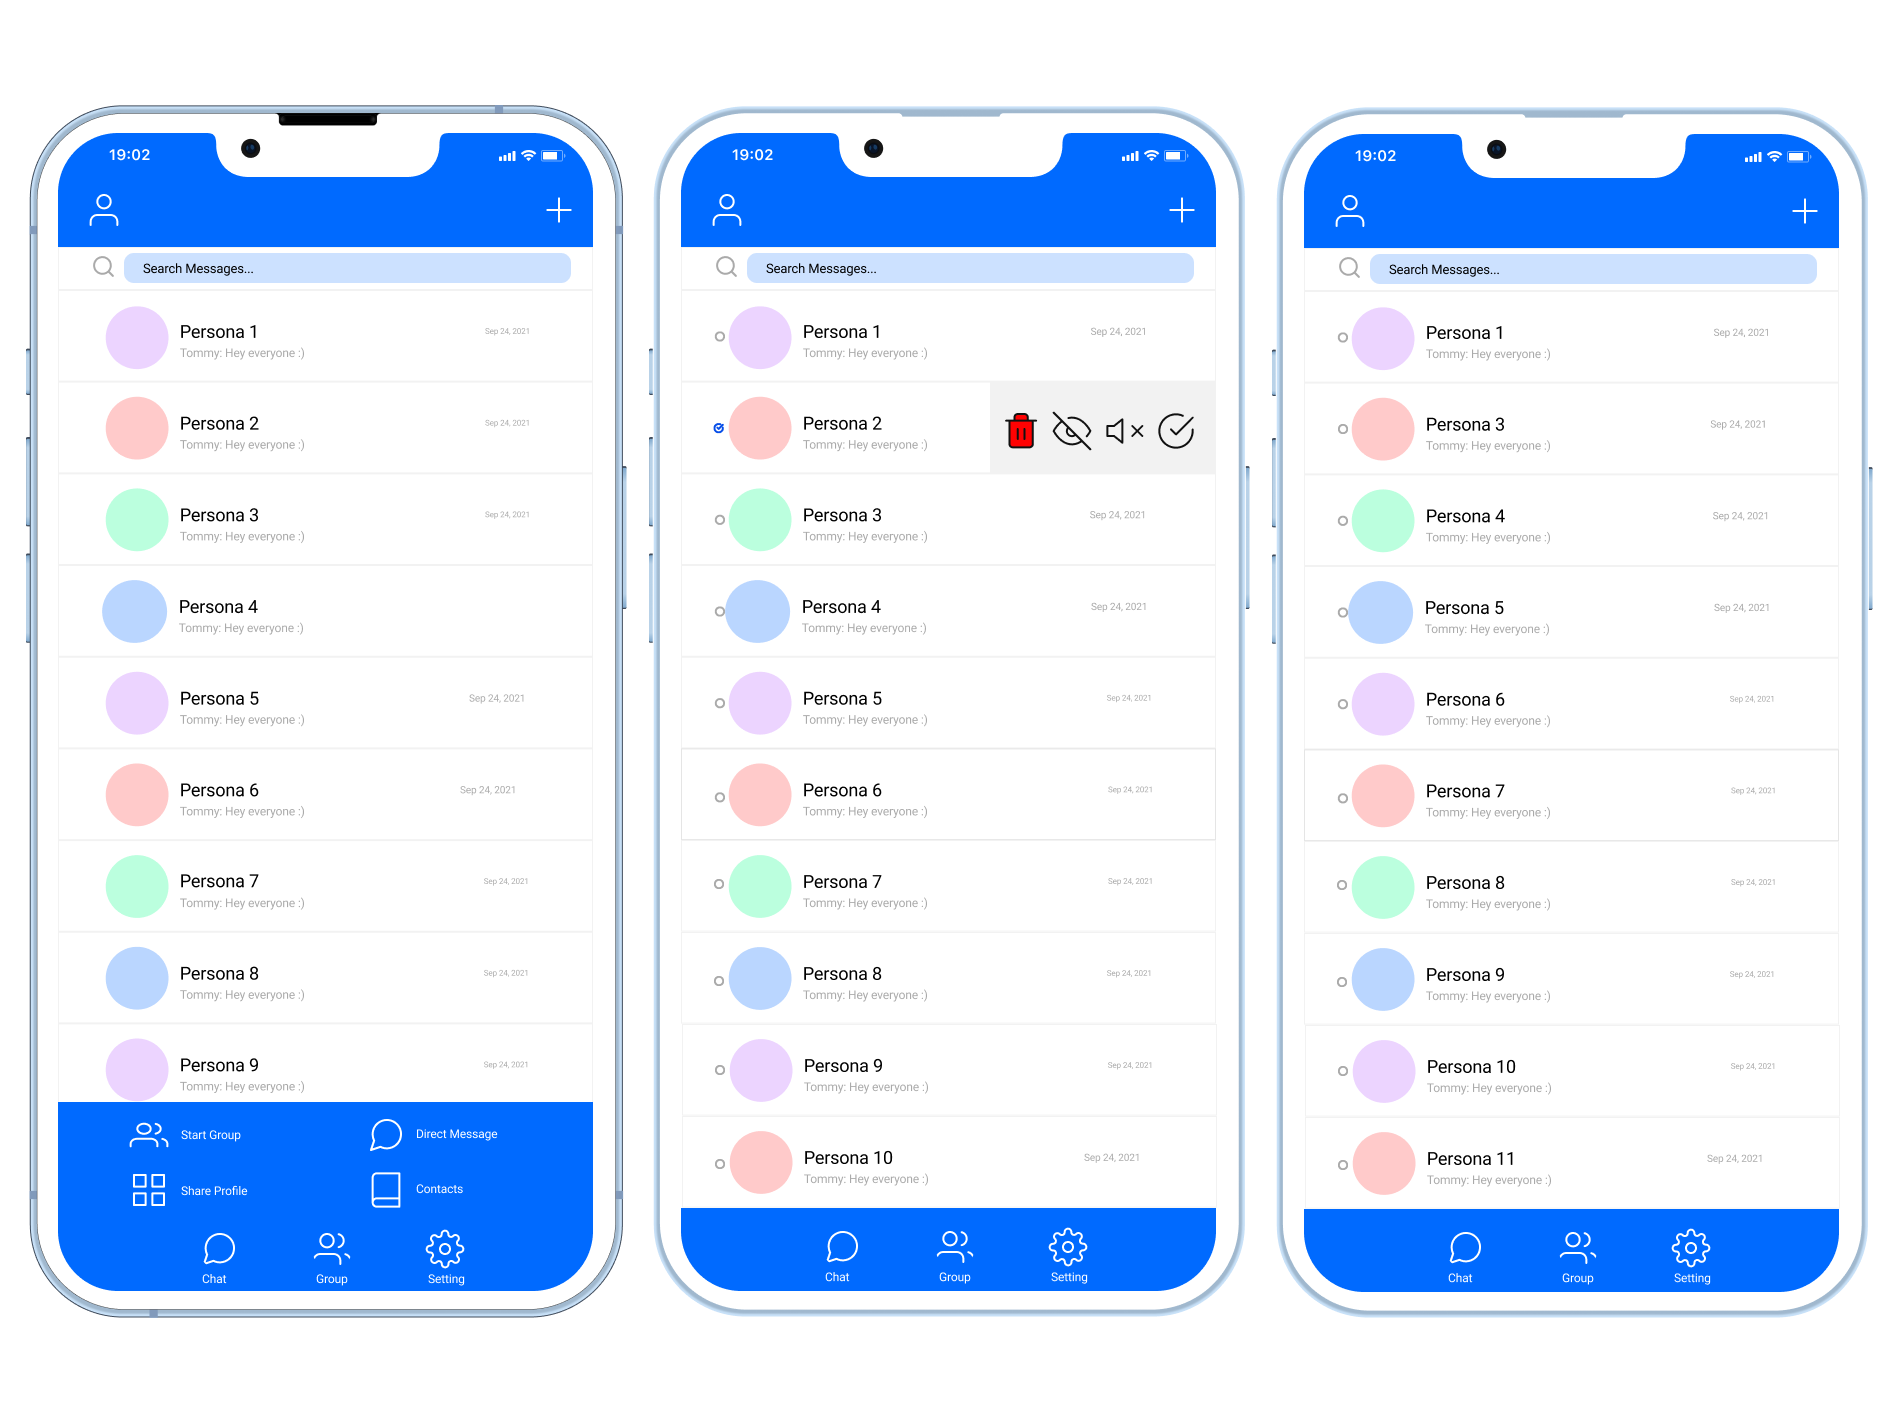 19:02
Search Messages...
Persona 1
Sep 24, 2021
Tommy: Hey everyone :)
Persona 2
Sep 24, 2021
Tommy: Hey everyone :)
Persona 3
Sep 24, 2021
Tommy: Hey everyone :)
Persona 4
Tommy: Hey everyone :)
Persona 5
Sep 24, 2021
Tommy: Hey everyone :)
Persona 6
Sep 24, 2021
Tommy: Hey everyone :)
Persona 7
Sep 24, 2021
Tommy: Hey everyone :)
Persona 8
Sep 24, 2021
Tommy: Hey everyone :)
Persona 9
Sep 24, 2021
Tommy: Hey everyone :)
Start Group
Direct Message
Share Profile
Contacts
Chat
Group
Setting
19:02
Search Messages...
Persona 1
Sep 24, 2021
Tommy: Hey everyone :)
Persona 2
Tommy: Hey everyone :)
Persona 3
Sep 24, 2021
Tommy: Hey everyone :)
Persona 4
Sep 24, 2021
Tommy: Hey everyone :)
Persona 5
Sep 24, 2021
Tommy: Hey everyone :)
Persona 6
Sep 24, 2021
Tommy: Hey everyone :)
Persona 7
Sep 24, 2021
Tommy: Hey everyone :)
Persona 8
Sep 24, 2021
Tommy: Hey everyone :)
Persona 9
Sep 24, 2021
Tommy: Hey everyone :)
Persona 10
Sep 24, 2021
Tommy: Hey everyone :)
Chat
Group
Setting
19:02
Search Messages...
Persona 1
Sep 24, 2021
Tommy: Hey everyone :)
Persona 3
Sep 24, 2021
Tommy: Hey everyone :)
Persona 4
Sep 24, 2021
Tommy: Hey everyone :)
Persona 5
Sep 24, 2021
Tommy: Hey everyone :)
Persona 6
Sep 24, 2021
Tommy: Hey everyone :)
Persona 7
Sep 24, 2021
Tommy: Hey everyone :)
Persona 8
Sep 24, 2021
Tommy: Hey everyone :)
Persona 9
Sep 24, 2021
Tommy: Hey everyone :)
Persona 10
Sep 24, 2021
Tommy: Hey everyone :)
Persona 11
Sep 24, 2021
Tommy: Hey everyone :)
Chat
Group
Setting